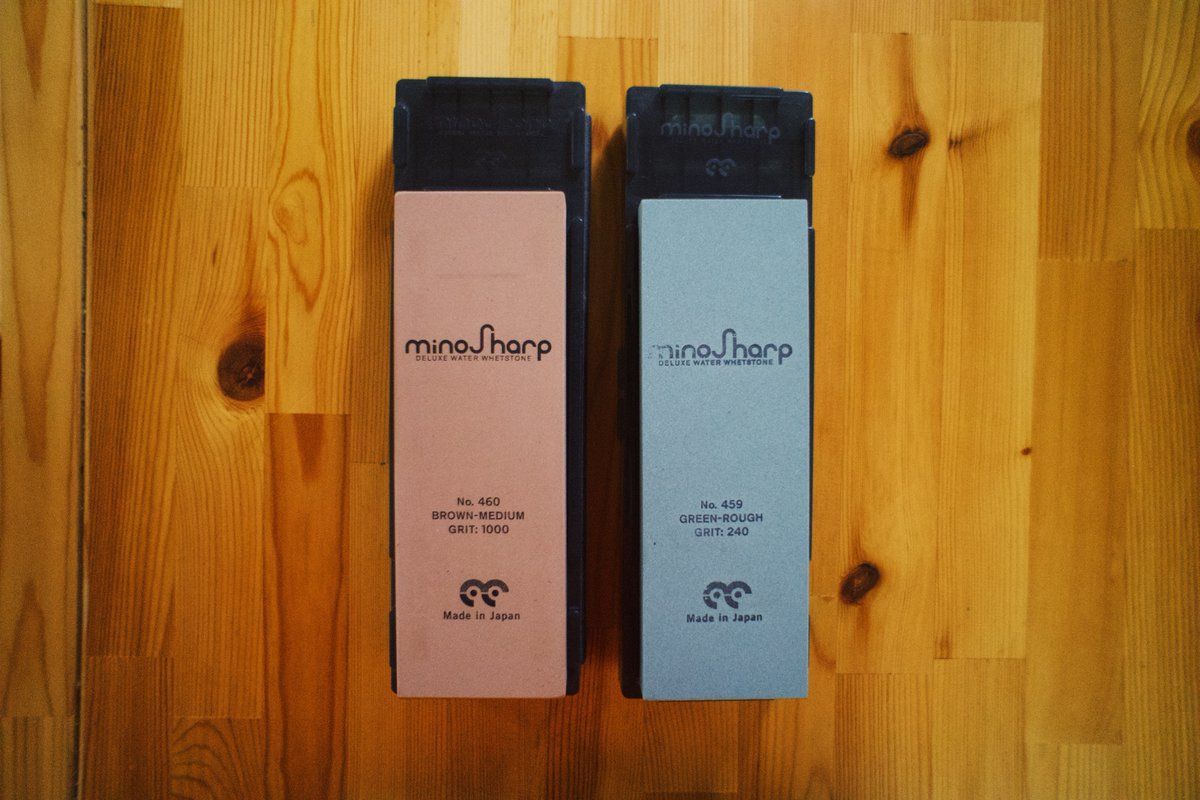 minoSharp
DELUXE WATER WHETSTONE
No. 460
BROWN-MEDIUM
GRIT: 1000
Made in Japan
minoSharp
minoSharp
DELUXE WATER WHETSTONE
No. 459
GREEN-ROUGH
GRIT: 240
Made in Japan